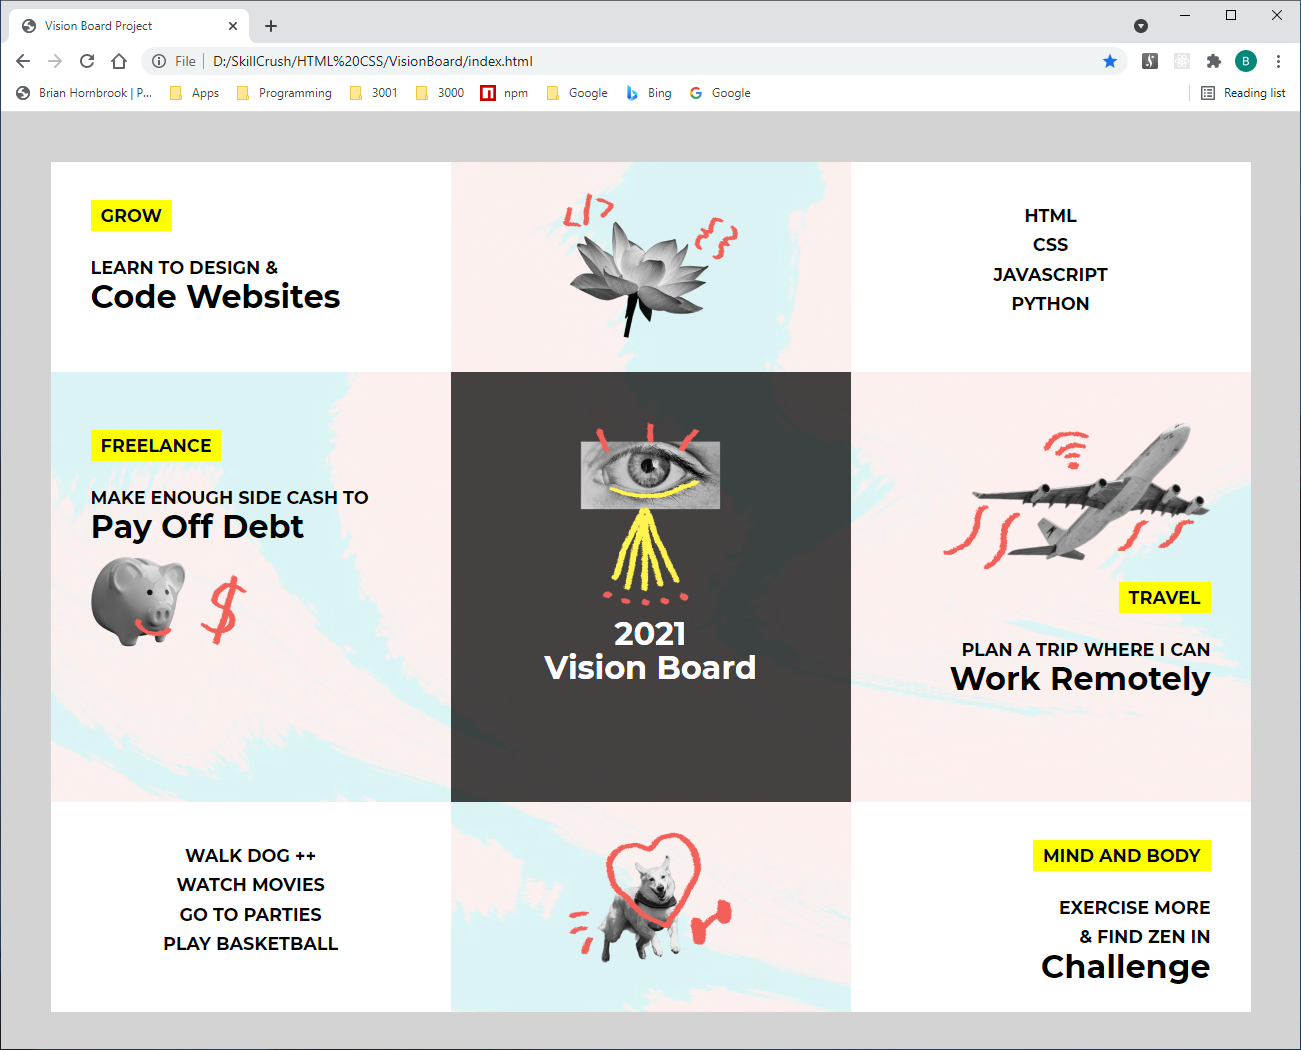 Vision Board Project
File
D:/SkillCrush/HTML%20CSS/VisionBoard/index.html
B
Brian Hornbrook | P...
Apps
Programming
3001
3000
npm
Google
Bing
Google
Reading list
GROW
LEARN TO DESIGN &
Code Websites
</>
{ }
HTML
CSS
JAVASCRIPT
PYTHON
FREELANCE
MAKE ENOUGH SIDE CASH TO
Pay Off Debt
$
2021
Vision Board
TRAVEL
PLAN A TRIP WHERE I CAN
Work Remotely
WALK DOG ++
WATCH MOVIES
GO TO PARTIES
PLAY BASKETBALL
MIND AND BODY
EXERCISE MORE
& FIND ZEN IN
Challenge